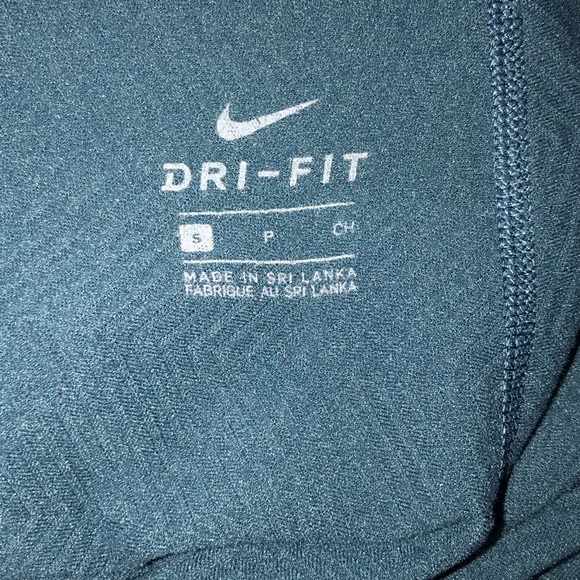 DRI-FIT
S P CH
MADE IN SRI LANKA
FABRIQUE AU SRI LANKA